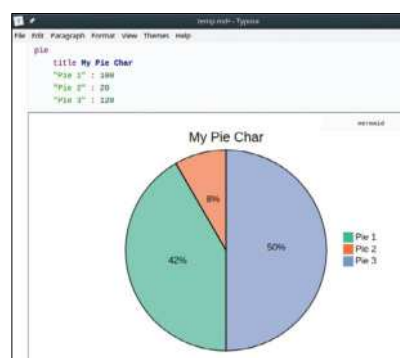 temp.md• - Typora
File Edit Paragraph Format View Themes Help
pie
title My Pie Char
"Pie 1" : 100
"Pie 2" : 20
"Pie 3" : 120
mermaid
My Pie Char
8%
42%
50%
Pie 1
Pie 2
Pie 3